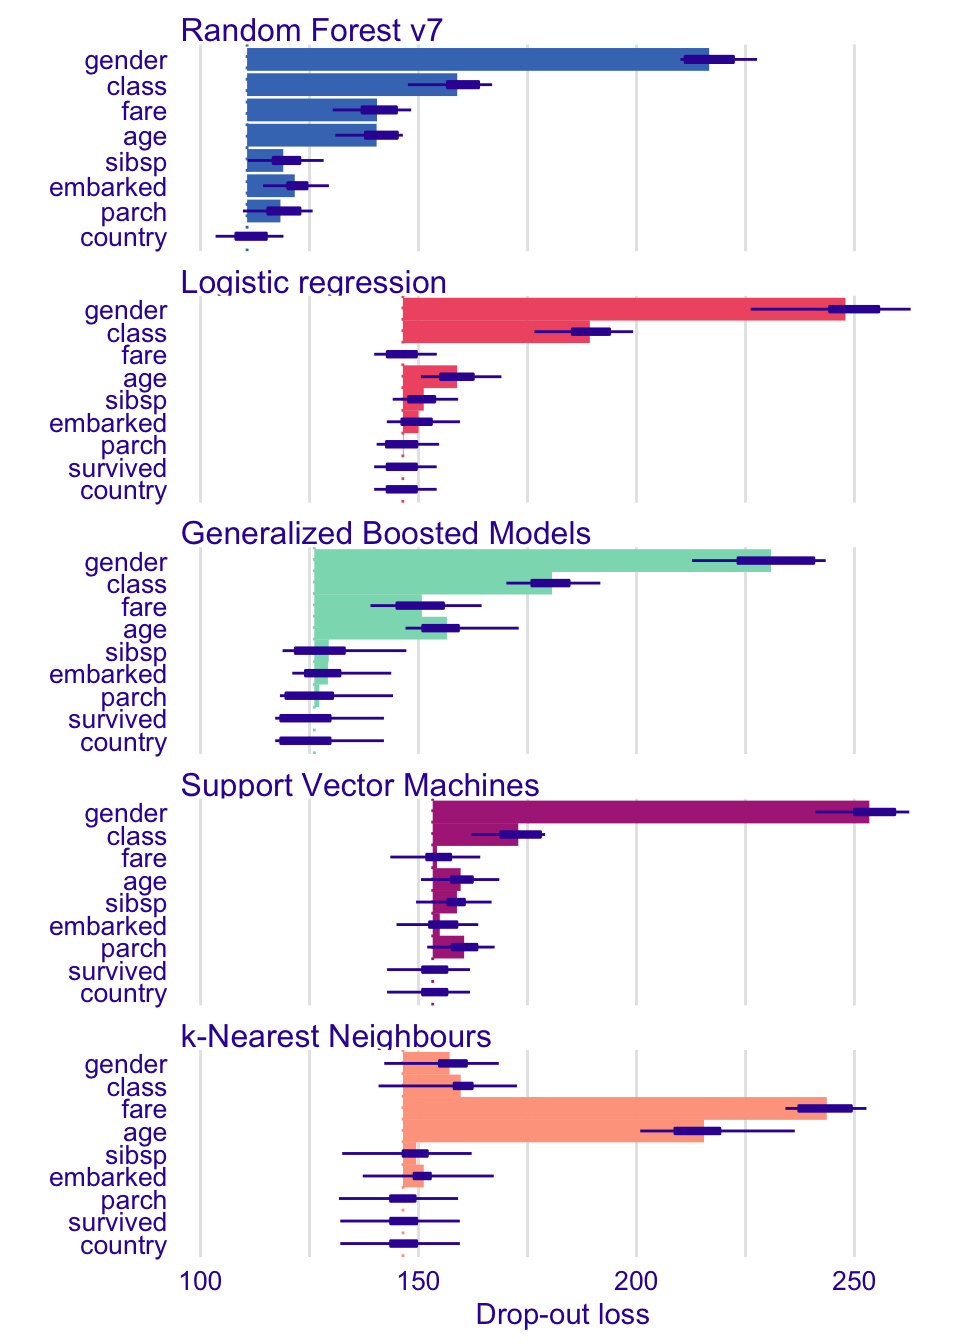 Random Forest v7
gender
class
fare
age
sibsp
embarked
parch
country
Logistic regression
gender
class
fare
age
sibsp
embarked
parch
survived
country
Generalized Boosted Models
gender
class
fare
age
sibsp
embarked
parch
survived
country
Support Vector Machines
gender
class
fare
age
sibsp
embarked
parch
survived
country
k-Nearest Neighbours
gender
class
fare
age
sibsp
embarked
parch
survived
country
100 150 200 250
Drop-out loss